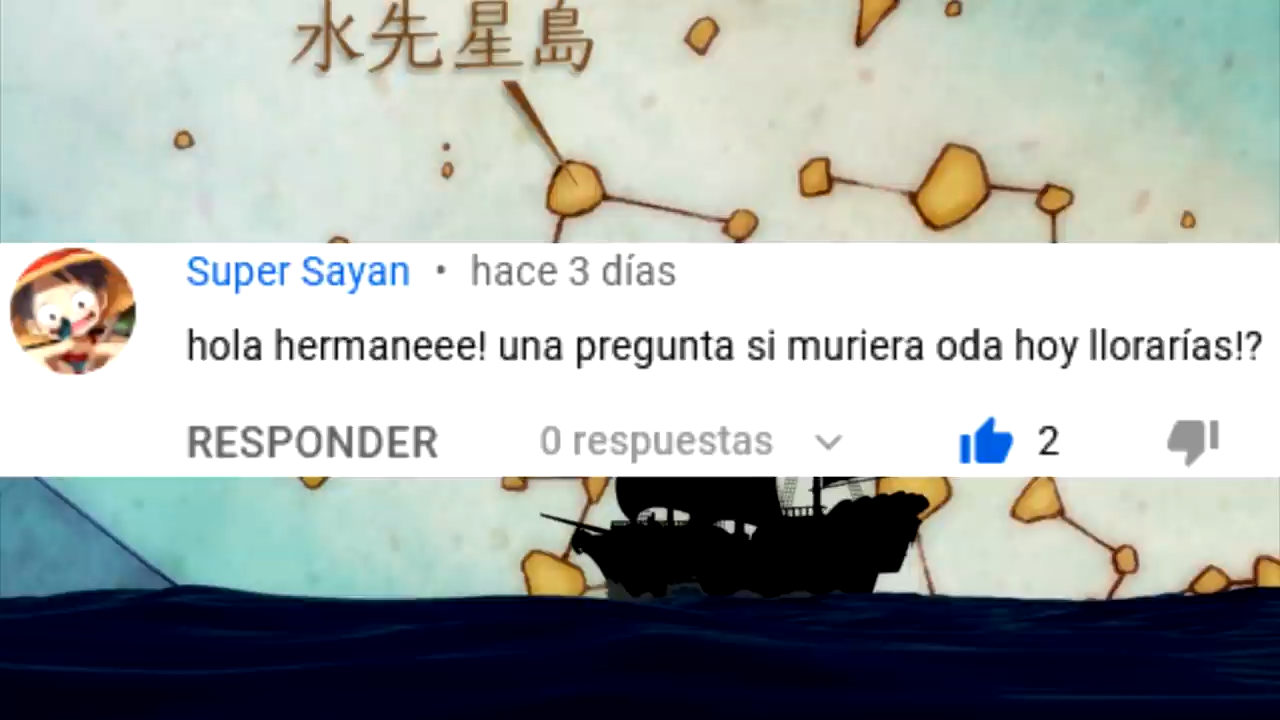 水先星島
Super Sayan • hace 3 días
hola hermaneee! una pregunta si muriera oda hoy llorarías!?
RESPONDER 0 respuestas 2